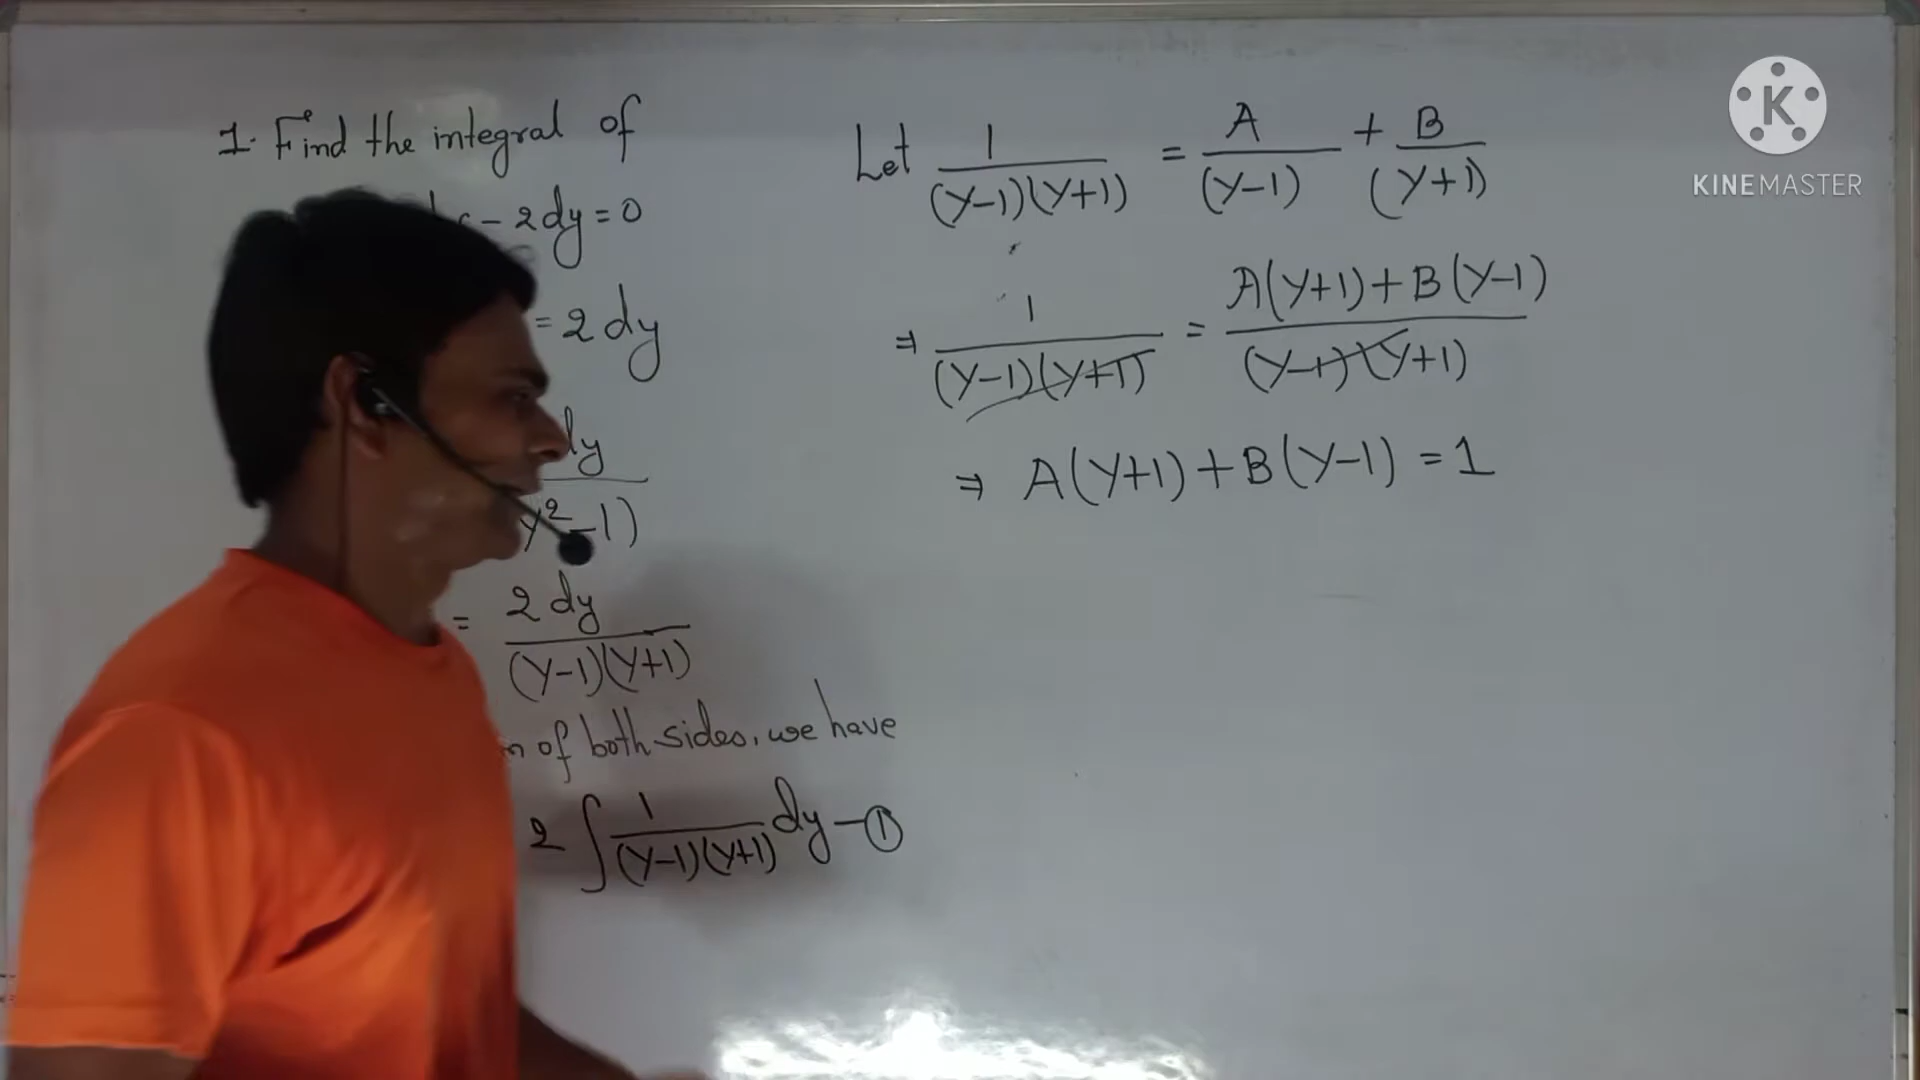 1. Find the integral of
- 2dy = 0
= 2dy
dy
y² - 1)
= 2dy / (y-1)(y+1)
of both sides, we have
2 ∫ 1 / (y-1)(y+1) dy - ①
Let 1 / (y-1)(y+1) = A / (y-1) + B / (y+1)
⇒ 1 / (y-1)(y+1) = A(y+1) + B(y-1) / (y-1)(y+1)
⇒ A(y+1) + B(y-1) = 1
K
KINEMASTER